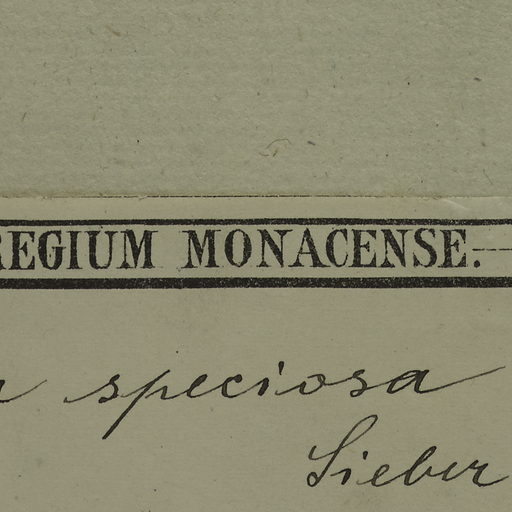 REGIUM MONACENSE.—
speciosa
Sieber